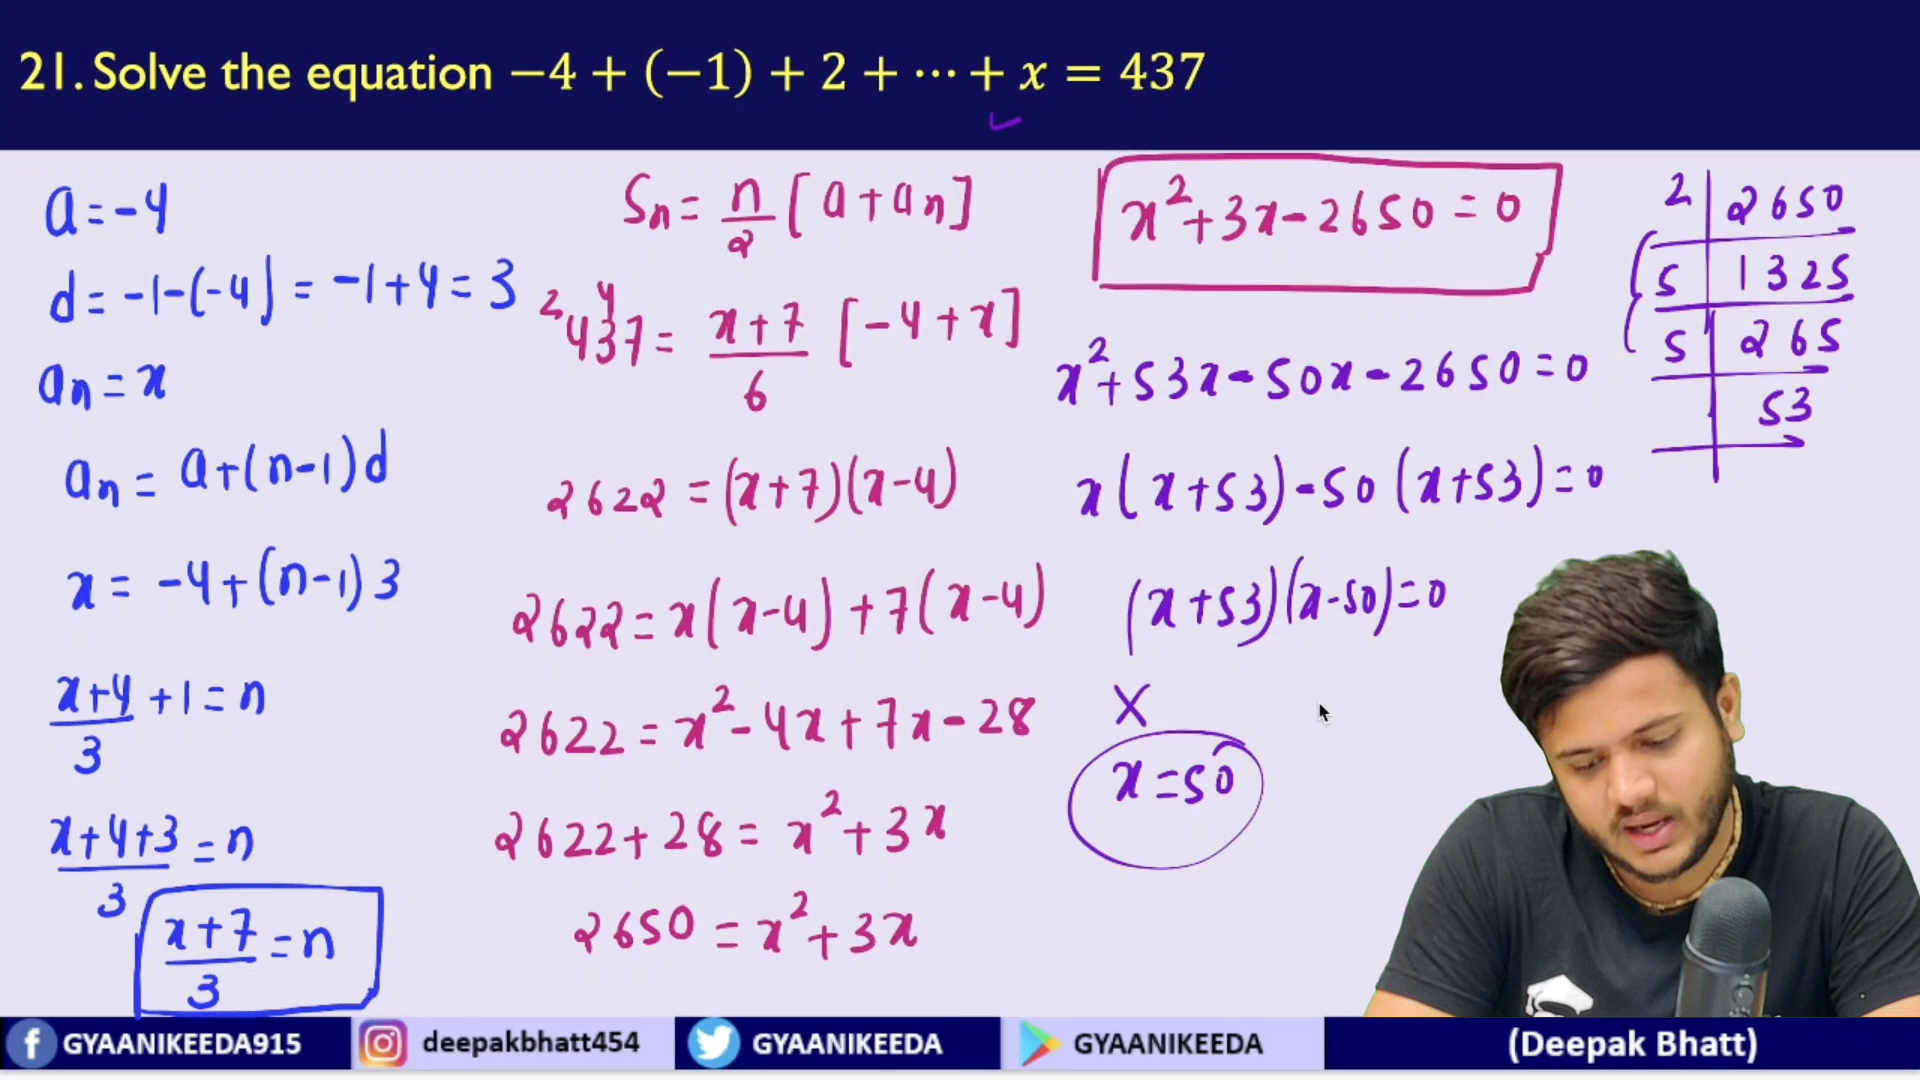 21. Solve the equation −4 + (−1) + 2 + ⋯ + x = 437
a = -4
d = -1-(-4) = -1+4 = 3
an = x
an = a+(n-1)d
x = -4+(n-1)3
x+4/3 +1 = n
x+4+3/3 = n
x+7/3 = n
Sn = n/2 [a+an]
437 = x+7/6 [-4+x]
2622 = (x+7)(x-4)
2622 = x(x-4)+7(x-4)
2622 = x²-4x+7x-28
2622+28 = x²+3x
2650 = x²+3x
x²+3x-2650=0
x²+53x-50x-2650=0
x(x+53)-50(x+53)=0
(x+53)(x-50)=0
X
x=50
2 | 2650
5 | 1325
5 | 265
53
GYAANIKEEDA915 deepakbhatt454 GYAANIKEEDA GYAANIKEEDA (Deepak Bhatt)